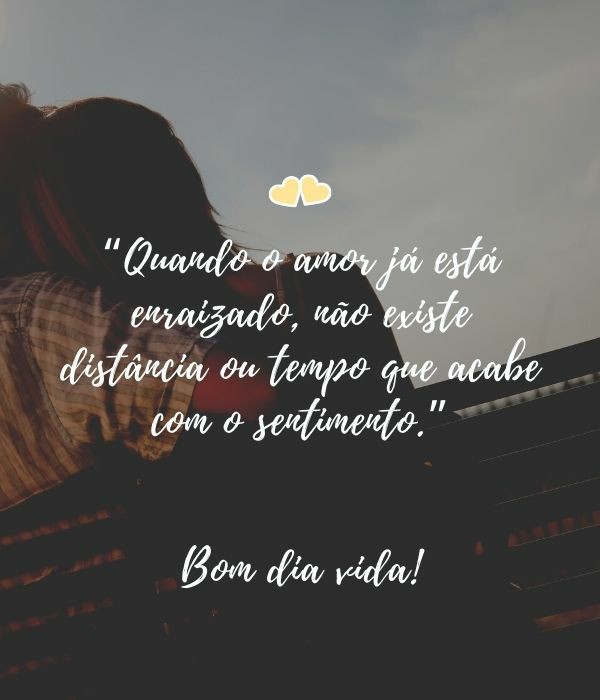 “Quando o amor já está
enraizado, não existe
distância ou tempo que acabe
com o sentimento.”
Bom dia vida!